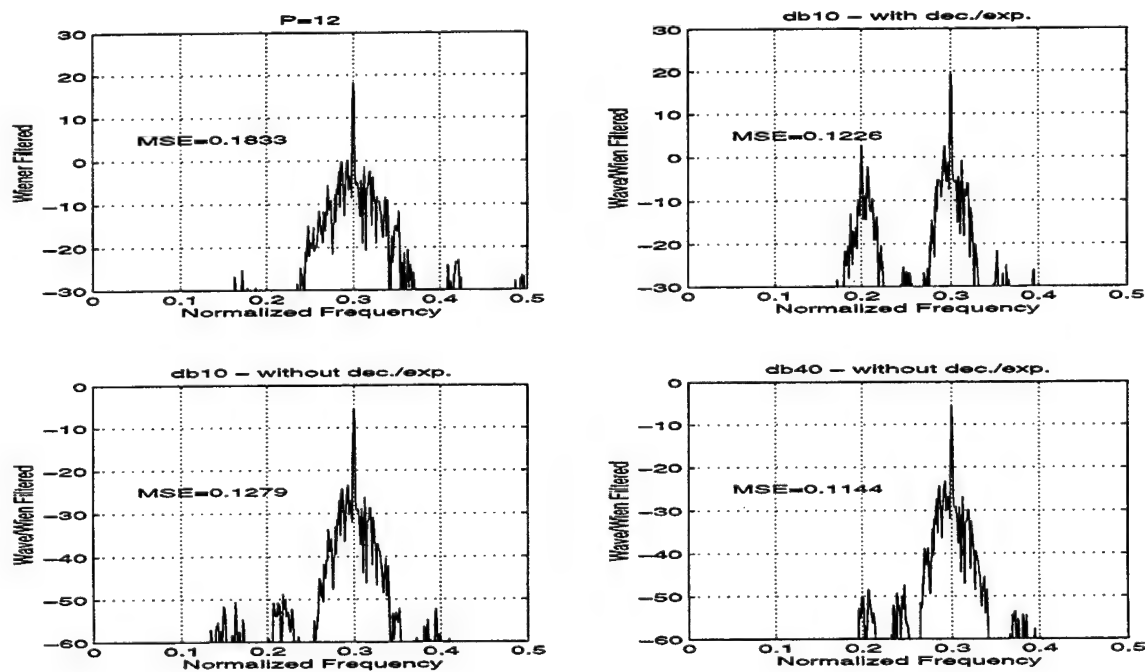 P=12
30
20
10
0
−10
−20
−30
Wiener Filtered
MSE=0.1833
0 0.1 0.2 0.3 0.4 0.5
Normalized Frequency
db10 − with dec./exp.
30
20
10
0
−10
−20
−30
Wave/Wien Filtered
MSE=0.1226
0 0.1 0.2 0.3 0.4 0.5
Normalized Frequency
db10 − without dec./exp.
0
−10
−20
−30
−40
−50
−60
Wave/Wien Filtered
MSE=0.1279
0 0.1 0.2 0.3 0.4 0.5
Normalized Frequency
db40 − without dec./exp.
0
−10
−20
−30
−40
−50
−60
Wave/Wien Filtered
MSE=0.1144
0 0.1 0.2 0.3 0.4 0.5
Normalized Frequency